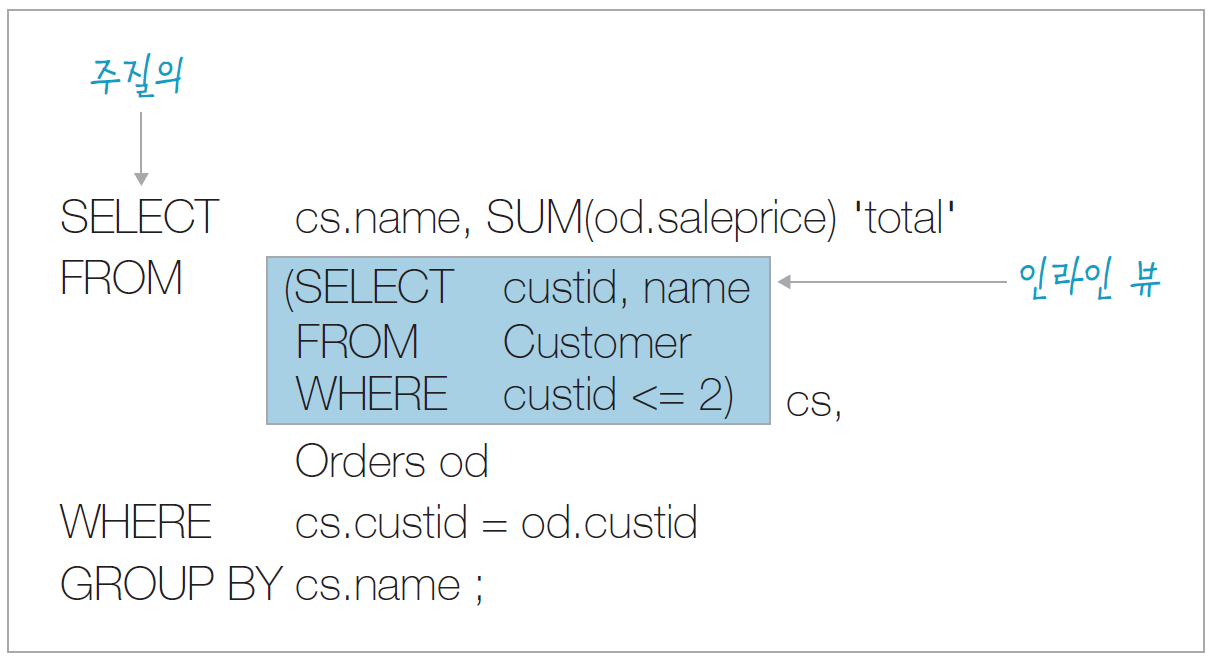 주질의
SELECT cs.name, SUM(od.saleprice) 'total'
FROM (SELECT custid, name
인라인 뷰
FROM Customer
WHERE custid <= 2) cs,
Orders od
WHERE cs.custid = od.custid
GROUP BY cs.name ;